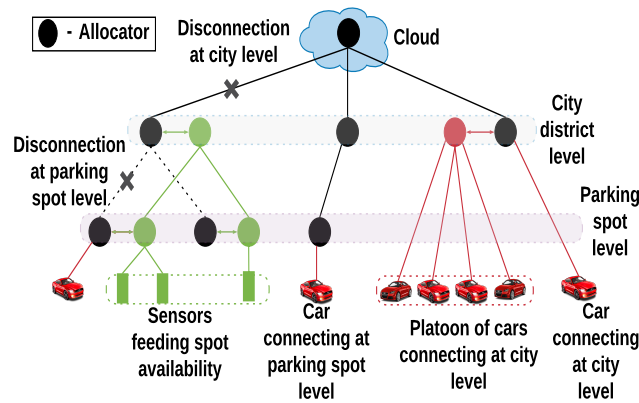 - Allocator
Disconnection
at city level
Cloud
City
district
level
Disconnection
at parking
spot level
Parking
spot
level
Sensors
feeding spot
availability
Car
connecting at
parking spot
level
Platoon of cars
connecting at city
level
Car
connecting
at city
level